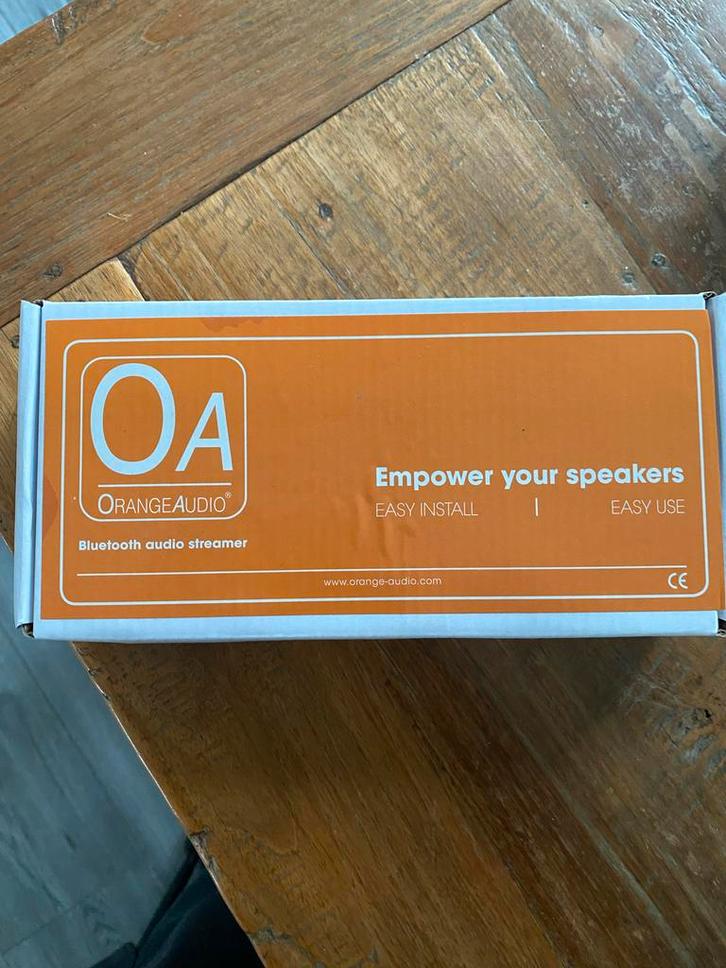 OA
ORANGEAUDIO®
Bluetooth audio streamer
Empower your speakers
EASY INSTALL | EASY USE
www.orange-audio.com
CE